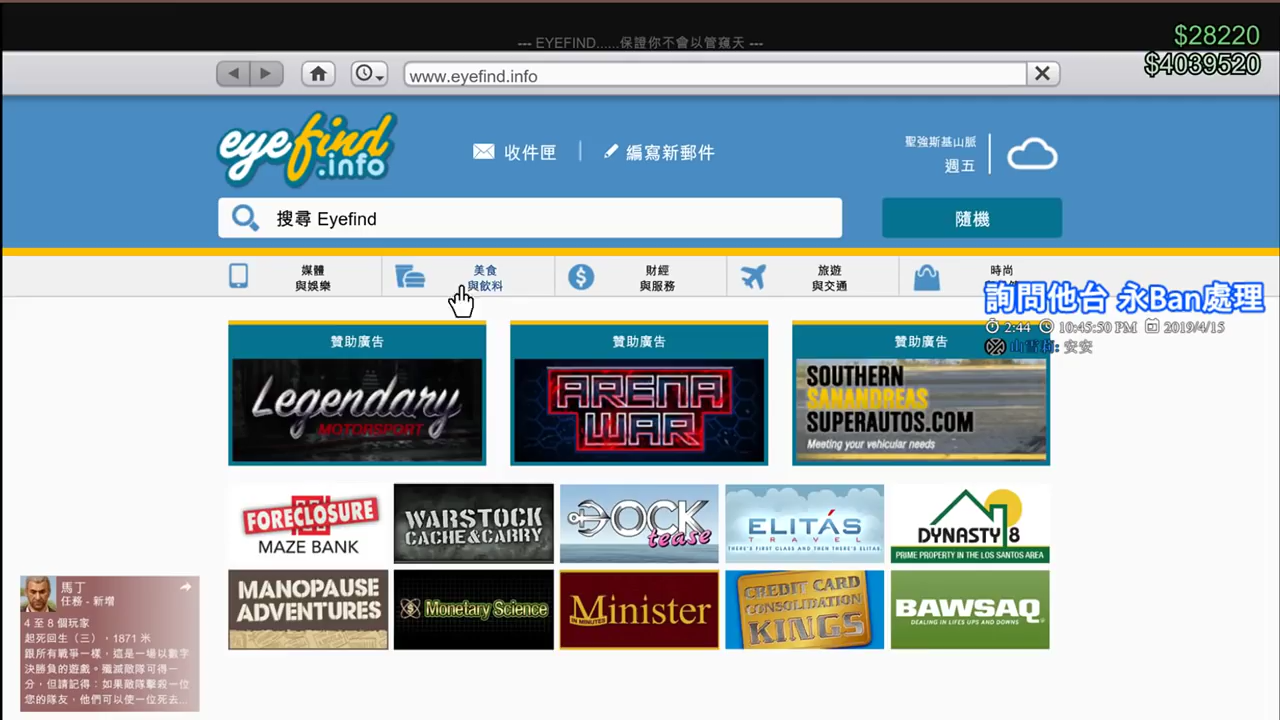 --- EYEFIND......保證你不會以管窺天 ---
$28220
$4039520
www.eyefind.info
eyefind
.info
收件匣
編寫新郵件
聖強斯基山脈
週五
搜尋 Eyefind
隨機
媒體
與娛樂
美食
與飲料
財經
與服務
旅遊
與交通
時尚
詢問他台 永Ban處理
2:44 10:45:50 PM 2019/4/15
安安
贊助廣告
贊助廣告
贊助廣告
Legendary
MOTORSPORT
ARENA
WAR
SOUTHERN
SANANDREAS
SUPERAUTOS.COM
Meeting your vehicular needs
FORECLOSURE
MAZE BANK
WARSTOCK
CACHE&CARRY
DOCK
tease
ELITÁS
TRAVEL
THERE'S FIRST CLASS AND THEN THERE'S ELITAS
DYNASTY 8
PRIME PROPERTY IN THE LOS SANTOS AREA
MANOPAUSE
ADVENTURES
Monetary Science
Minister
IN MINUTES
CREDIT CARD
CONSOLIDATION
KINGS
BAWSAQ
DEALING IN LIFES UPS AND DOWNS
馬丁
任務 - 新增
4 至 8 個玩家
起死回生（三），1871 米
跟所有戰爭一樣，這是一場以數字
決勝負的遊戲。殲滅敵隊可得一
分，但請記得：如果敵隊擊殺一位
您的隊友，他們可以使一位死去...